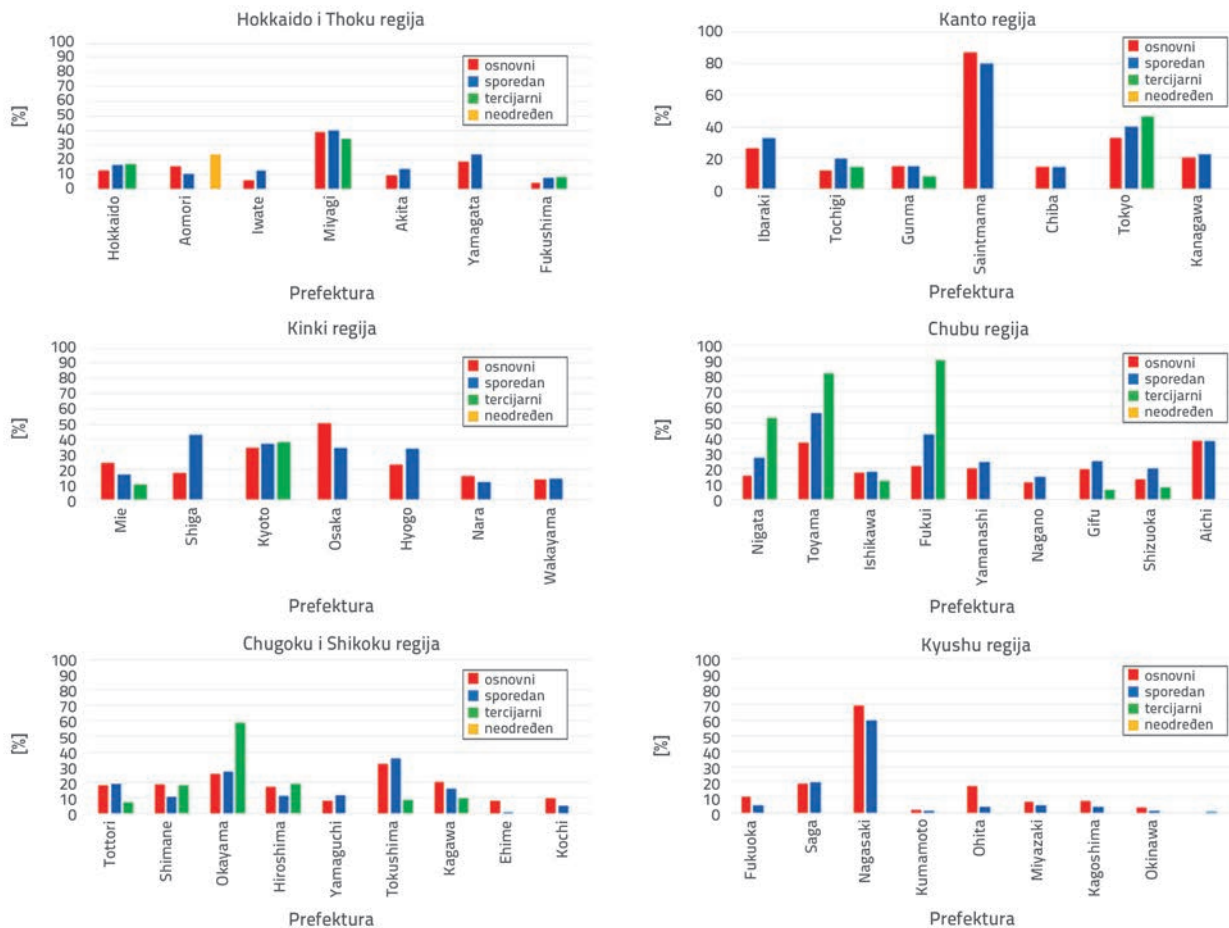 Hokkaido i Thoku regija
[%]
100
90
80
70
60
50
40
30
20
10
0
osnovni
sporedan
tercijarni
neodređen
Hokkaido
Aomori
Iwate
Miyagi
Akita
Yamagata
Fukushima
Prefektura
Kanto regija
[%]
100
80
60
40
20
0
osnovni
sporedan
tercijarni
neodređen
Ibaraki
Tochigi
Gunma
Saintmama
Chiba
Tokyo
Kanagawa
Prefektura
Kinki regija
[%]
100
90
80
70
60
50
40
30
20
10
0
osnovni
sporedan
tercijarni
neodređen
Mie
Shiga
Kyoto
Osaka
Hyogo
Nara
Wakayama
Prefektura
Chubu regija
[%]
100
90
80
70
60
50
40
30
20
10
0
osnovni
sporedan
tercijarni
neodređen
Nigata
Toyama
Ishikawa
Fukui
Yamanashi
Nagano
Gifu
Shizuoka
Aichi
Prefektura
Chugoku i Shikoku regija
[%]
100
90
80
70
60
50
40
30
20
10
0
osnovni
sporedan
tercijarni
neodređen
Tottori
Shimane
Okayama
Hiroshima
Yamaguchi
Tokushima
Kagawa
Ehime
Kochi
Prefektura
Kyushu regija
[%]
100
90
80
70
60
50
40
30
20
10
0
osnovni
sporedan
tercijarni
neodređen
Fukuoka
Saga
Nagasaki
Kumamoto
Ohita
Miyazaki
Kagoshima
Okinawa
Prefektura